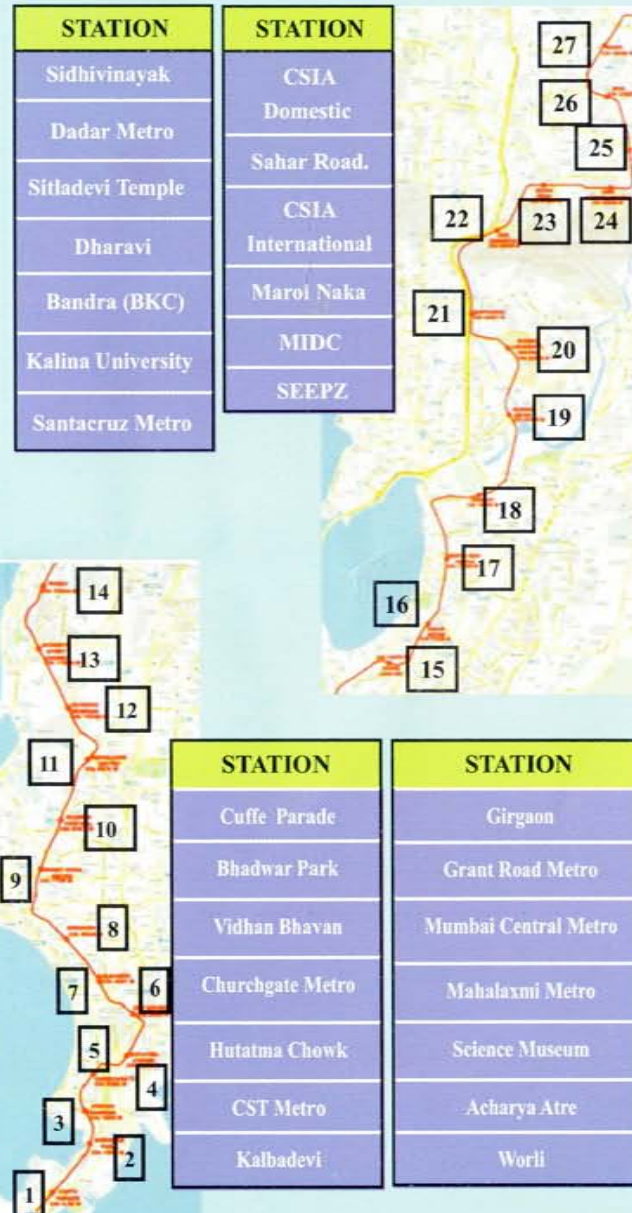 STATION
Sidhivinayak
Dadar Metro
Sitladevi Temple
Dharavi
Bandra (BKC)
Kalina University
Santacruz Metro
STATION
CSIA
Domestic
Sahar Road.
CSIA
International
Maroi Naka
MIDC
SEEPZ
27
26
25
22
23
24
21
20
19
18
17
16
15
14
13
12
11
10
9
8
7
6
5
4
3
2
1
STATION
Cuffe Parade
Bhadwar Park
Vidhan Bhavan
Churchgate Metro
Hutatma Chowk
CST Metro
Kalbadevi
STATION
Girgaon
Grant Road Metro
Mumbai Central Metro
Mahalaxmi Metro
Science Museum
Acharya Atre
Worli